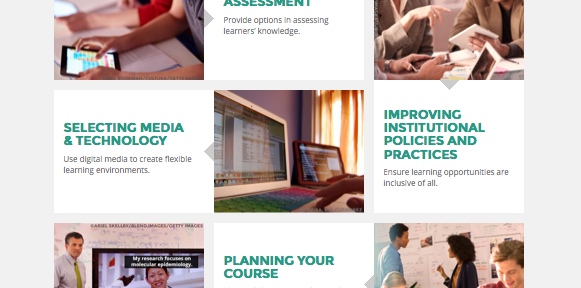 ASSESSMENT
Provide options in assessing
learners' knowledge.
SELECTING MEDIA
& TECHNOLOGY
Use digital media to create flexible
learning environments.
IMPROVING
INSTITUTIONAL
POLICIES AND
PRACTICES
Ensure learning opportunities are
inclusive of all.
©ARIEL SKELLEY/BLEND IMAGES/GETTY IMAGES
My research focuses on
molecular epidemiology.
PLANNING YOUR
COURSE